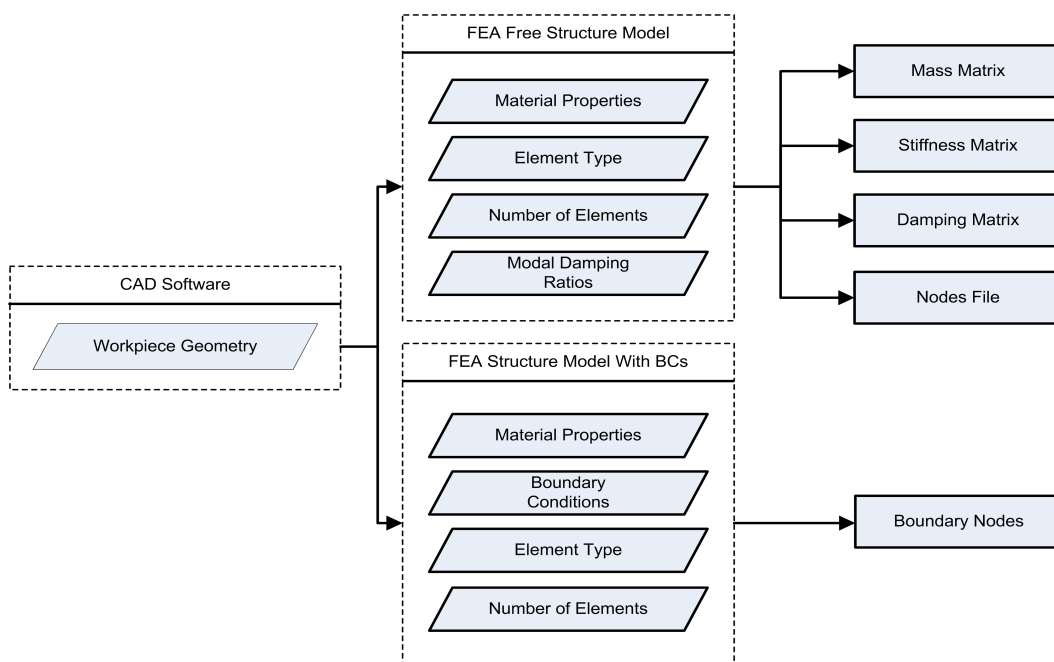 CAD Software
Workpiece Geometry
FEA Free Structure Model
Material Properties
Element Type
Number of Elements
Modal Damping
Ratios
FEA Structure Model With BCs
Material Properties
Boundary
Conditions
Element Type
Number of Elements
Mass Matrix
Stiffness Matrix
Damping Matrix
Nodes File
Boundary Nodes